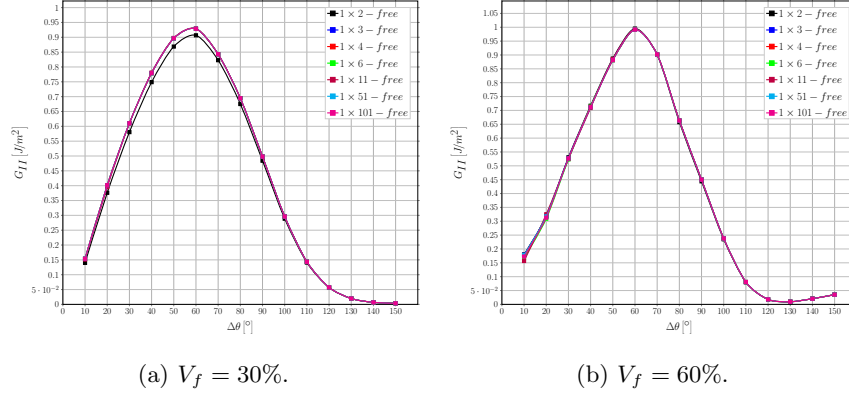 1
0.95
0.9
0.85
0.8
0.75
0.7
0.65
0.6
0.55
0.5
0.45
0.4
0.35
0.3
0.25
0.2
0.15
0.1
5 · 10⁻²
0
G_{II} [J/m²]
10 20 30 40 50 60 70 80 90 100 110 120 130 140 150
Δθ [°]
1 × 2 − free
1 × 3 − free
1 × 4 − free
1 × 6 − free
1 × 11 − free
1 × 51 − free
1 × 101 − free
(a) V_f = 30%.
1.05
1
0.95
0.9
0.85
0.8
0.75
0.7
0.65
0.6
0.55
0.5
0.45
0.4
0.35
0.3
0.25
0.2
0.15
0.1
5 · 10⁻²
0
G_{II} [J/m²]
10 20 30 40 50 60 70 80 90 100 110 120 130 140 150
Δθ [°]
1 × 2 − free
1 × 3 − free
1 × 4 − free
1 × 6 − free
1 × 11 − free
1 × 51 − free
1 × 101 − free
(b) V_f = 60%.